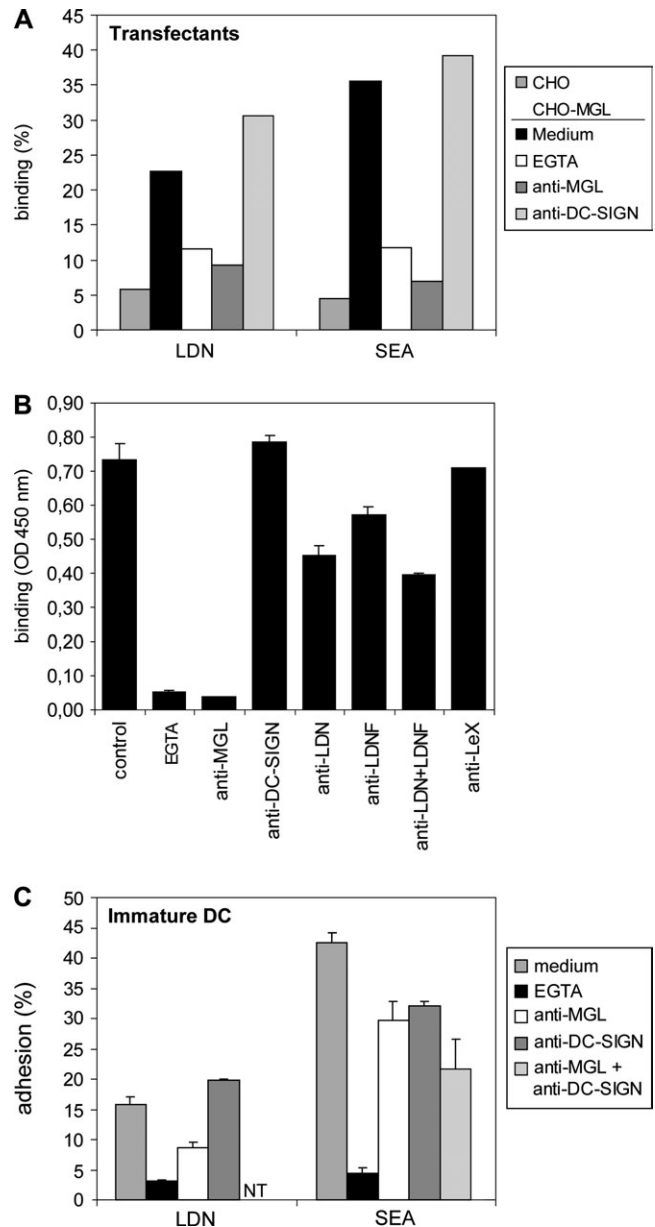 A
Transfectants
45
40
35
30
25
20
15
10
5
0
binding (%)
LDN
SEA
CHO
CHO-MGL
Medium
EGTA
anti-MGL
anti-DC-SIGN
B
0,90
0,80
0,70
0,60
0,50
0,40
0,30
0,20
0,10
0,00
binding (OD 450 nm)
control
EGTA
anti-MGL
anti-DC-SIGN
anti-LDN
anti-LDNF
anti-LDN+LDNF
anti-LeX
C
Immature DC
50
45
40
35
30
25
20
15
10
5
0
adhesion (%)
NT
LDN
SEA
medium
EGTA
anti-MGL
anti-DC-SIGN
anti-MGL +
anti-DC-SIGN